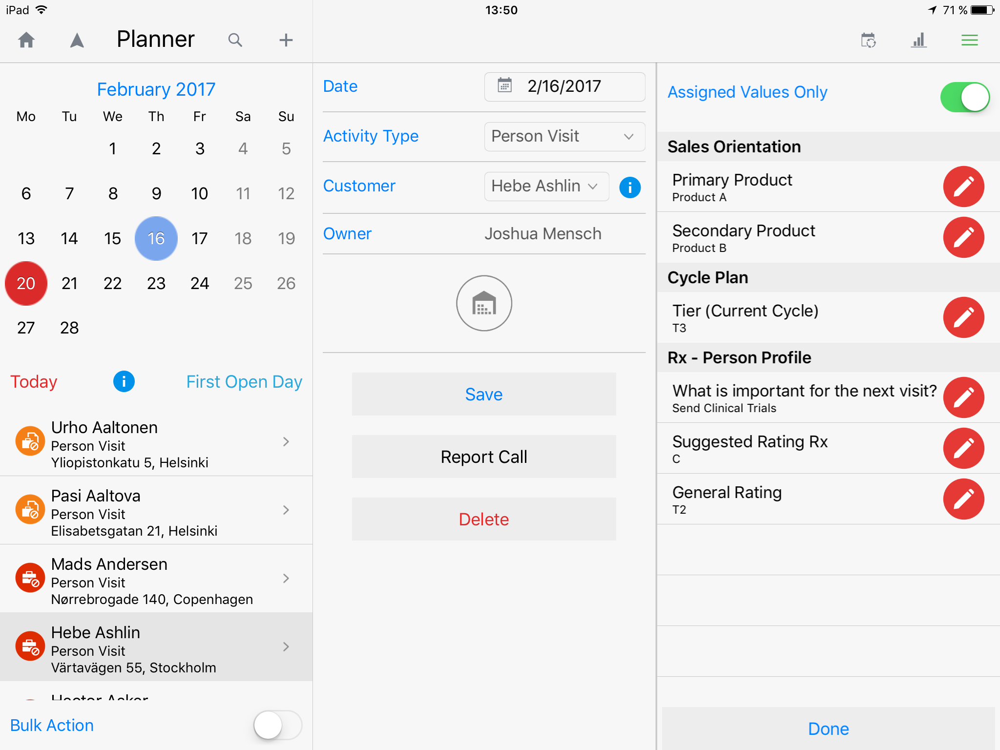 iPad
13:50
71 %
Planner
February 2017
Mo Tu We Th Fr Sa Su
1 2 3 4 5
6 7 8 9 10 11 12
13 14 15 16 17 18 19
20 21 22 23 24 25 26
27 28
Today
First Open Day
Urho Aaltonen
Person Visit
Yliopistonkatu 5, Helsinki
Pasi Aaltova
Person Visit
Elisabetsgatan 21, Helsinki
Mads Andersen
Person Visit
Nørrebrogade 140, Copenhagen
Hebe Ashlin
Person Visit
Värtavägen 55, Stockholm
Hector Asker
Bulk Action
Date 2/16/2017
Activity Type Person Visit
Customer Hebe Ashlin
Owner Joshua Mensch
Save
Report Call
Delete
Assigned Values Only
Sales Orientation
Primary Product
Product A
Secondary Product
Product B
Cycle Plan
Tier (Current Cycle)
T3
Rx - Person Profile
What is important for the next visit?
Send Clinical Trials
Suggested Rating Rx
C
General Rating
T2
Done